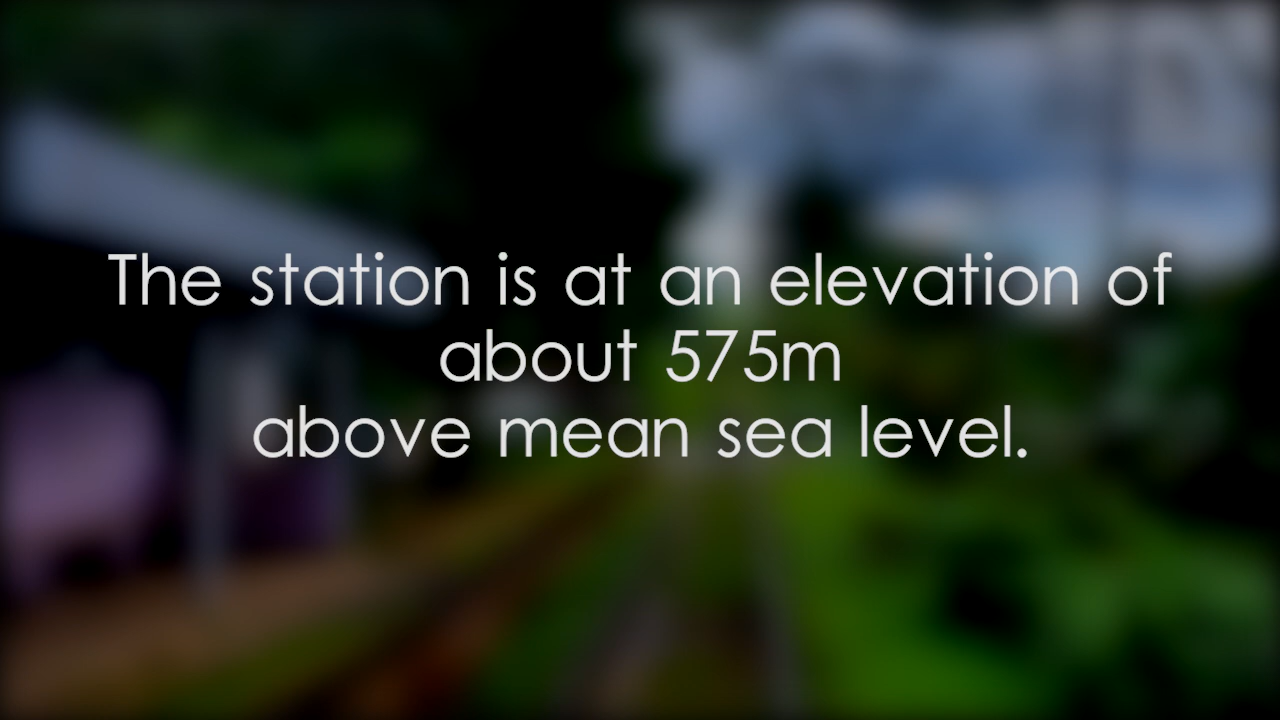 The station is at an elevation of
about 575m
above mean sea level.